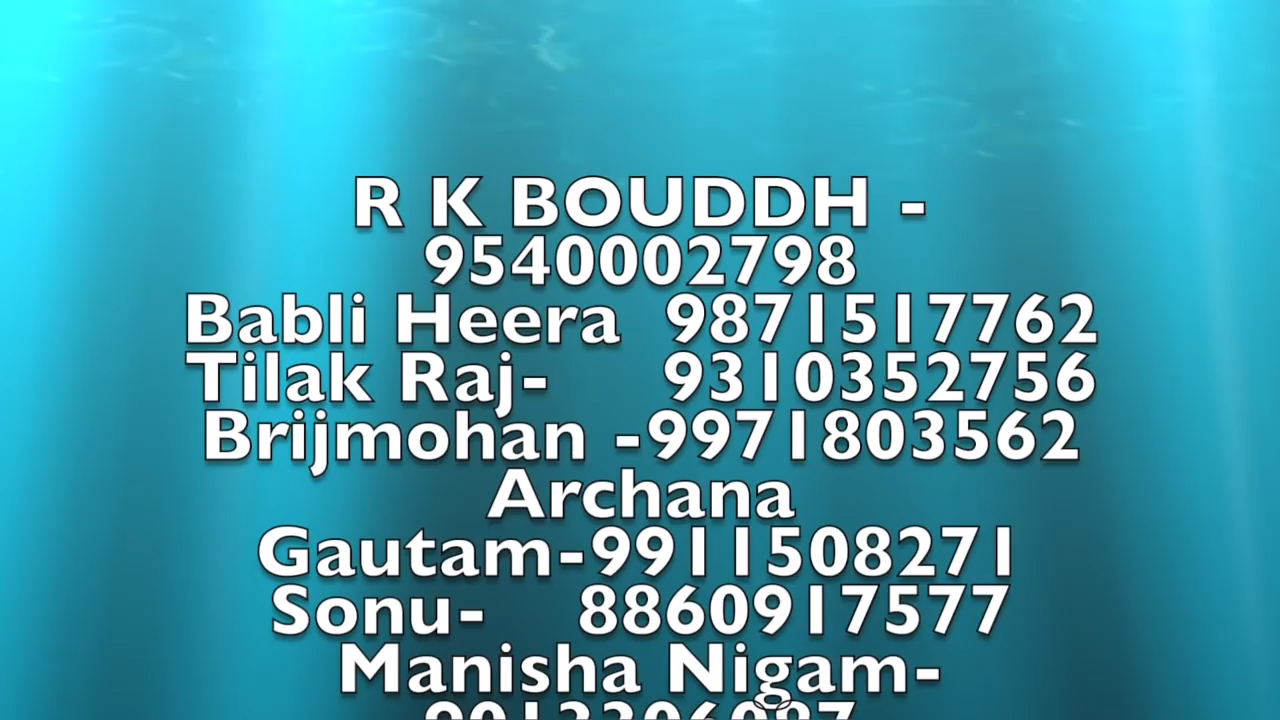 R K BOUDDH -
9540002798
Babli Heera 9871517762
Tilak Raj- 9310352756
Brijmohan -9971803562
Archana
Gautam-9911508271
Sonu- 8860917577
Manisha Nigam-